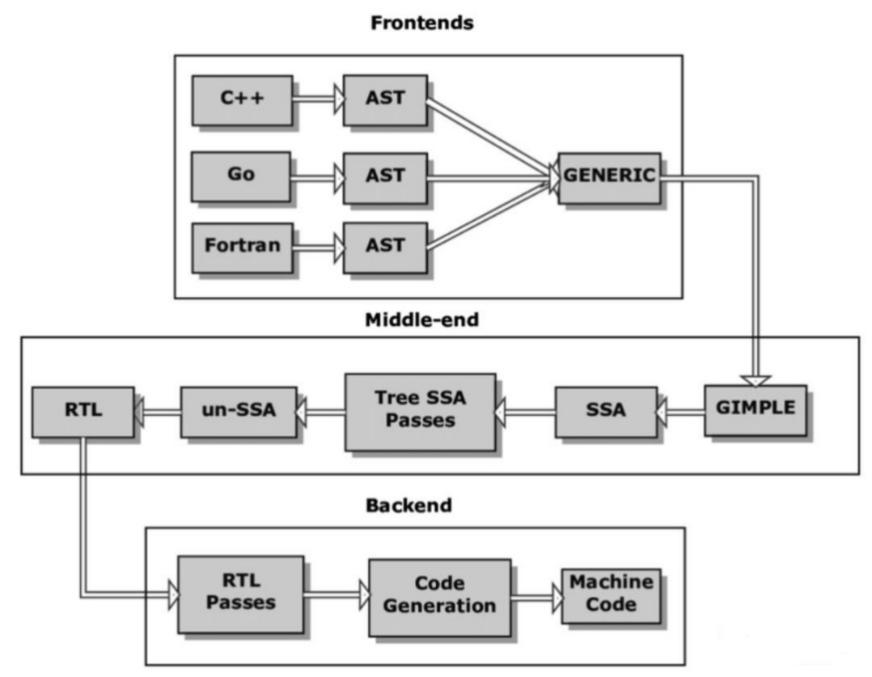 Frontends
C++
AST
Go
AST
GENERIC
Fortran
AST
Middle-end
RTL
un-SSA
Tree SSA
Passes
SSA
GIMPLE
Backend
RTL
Passes
Code
Generation
Machine
Code